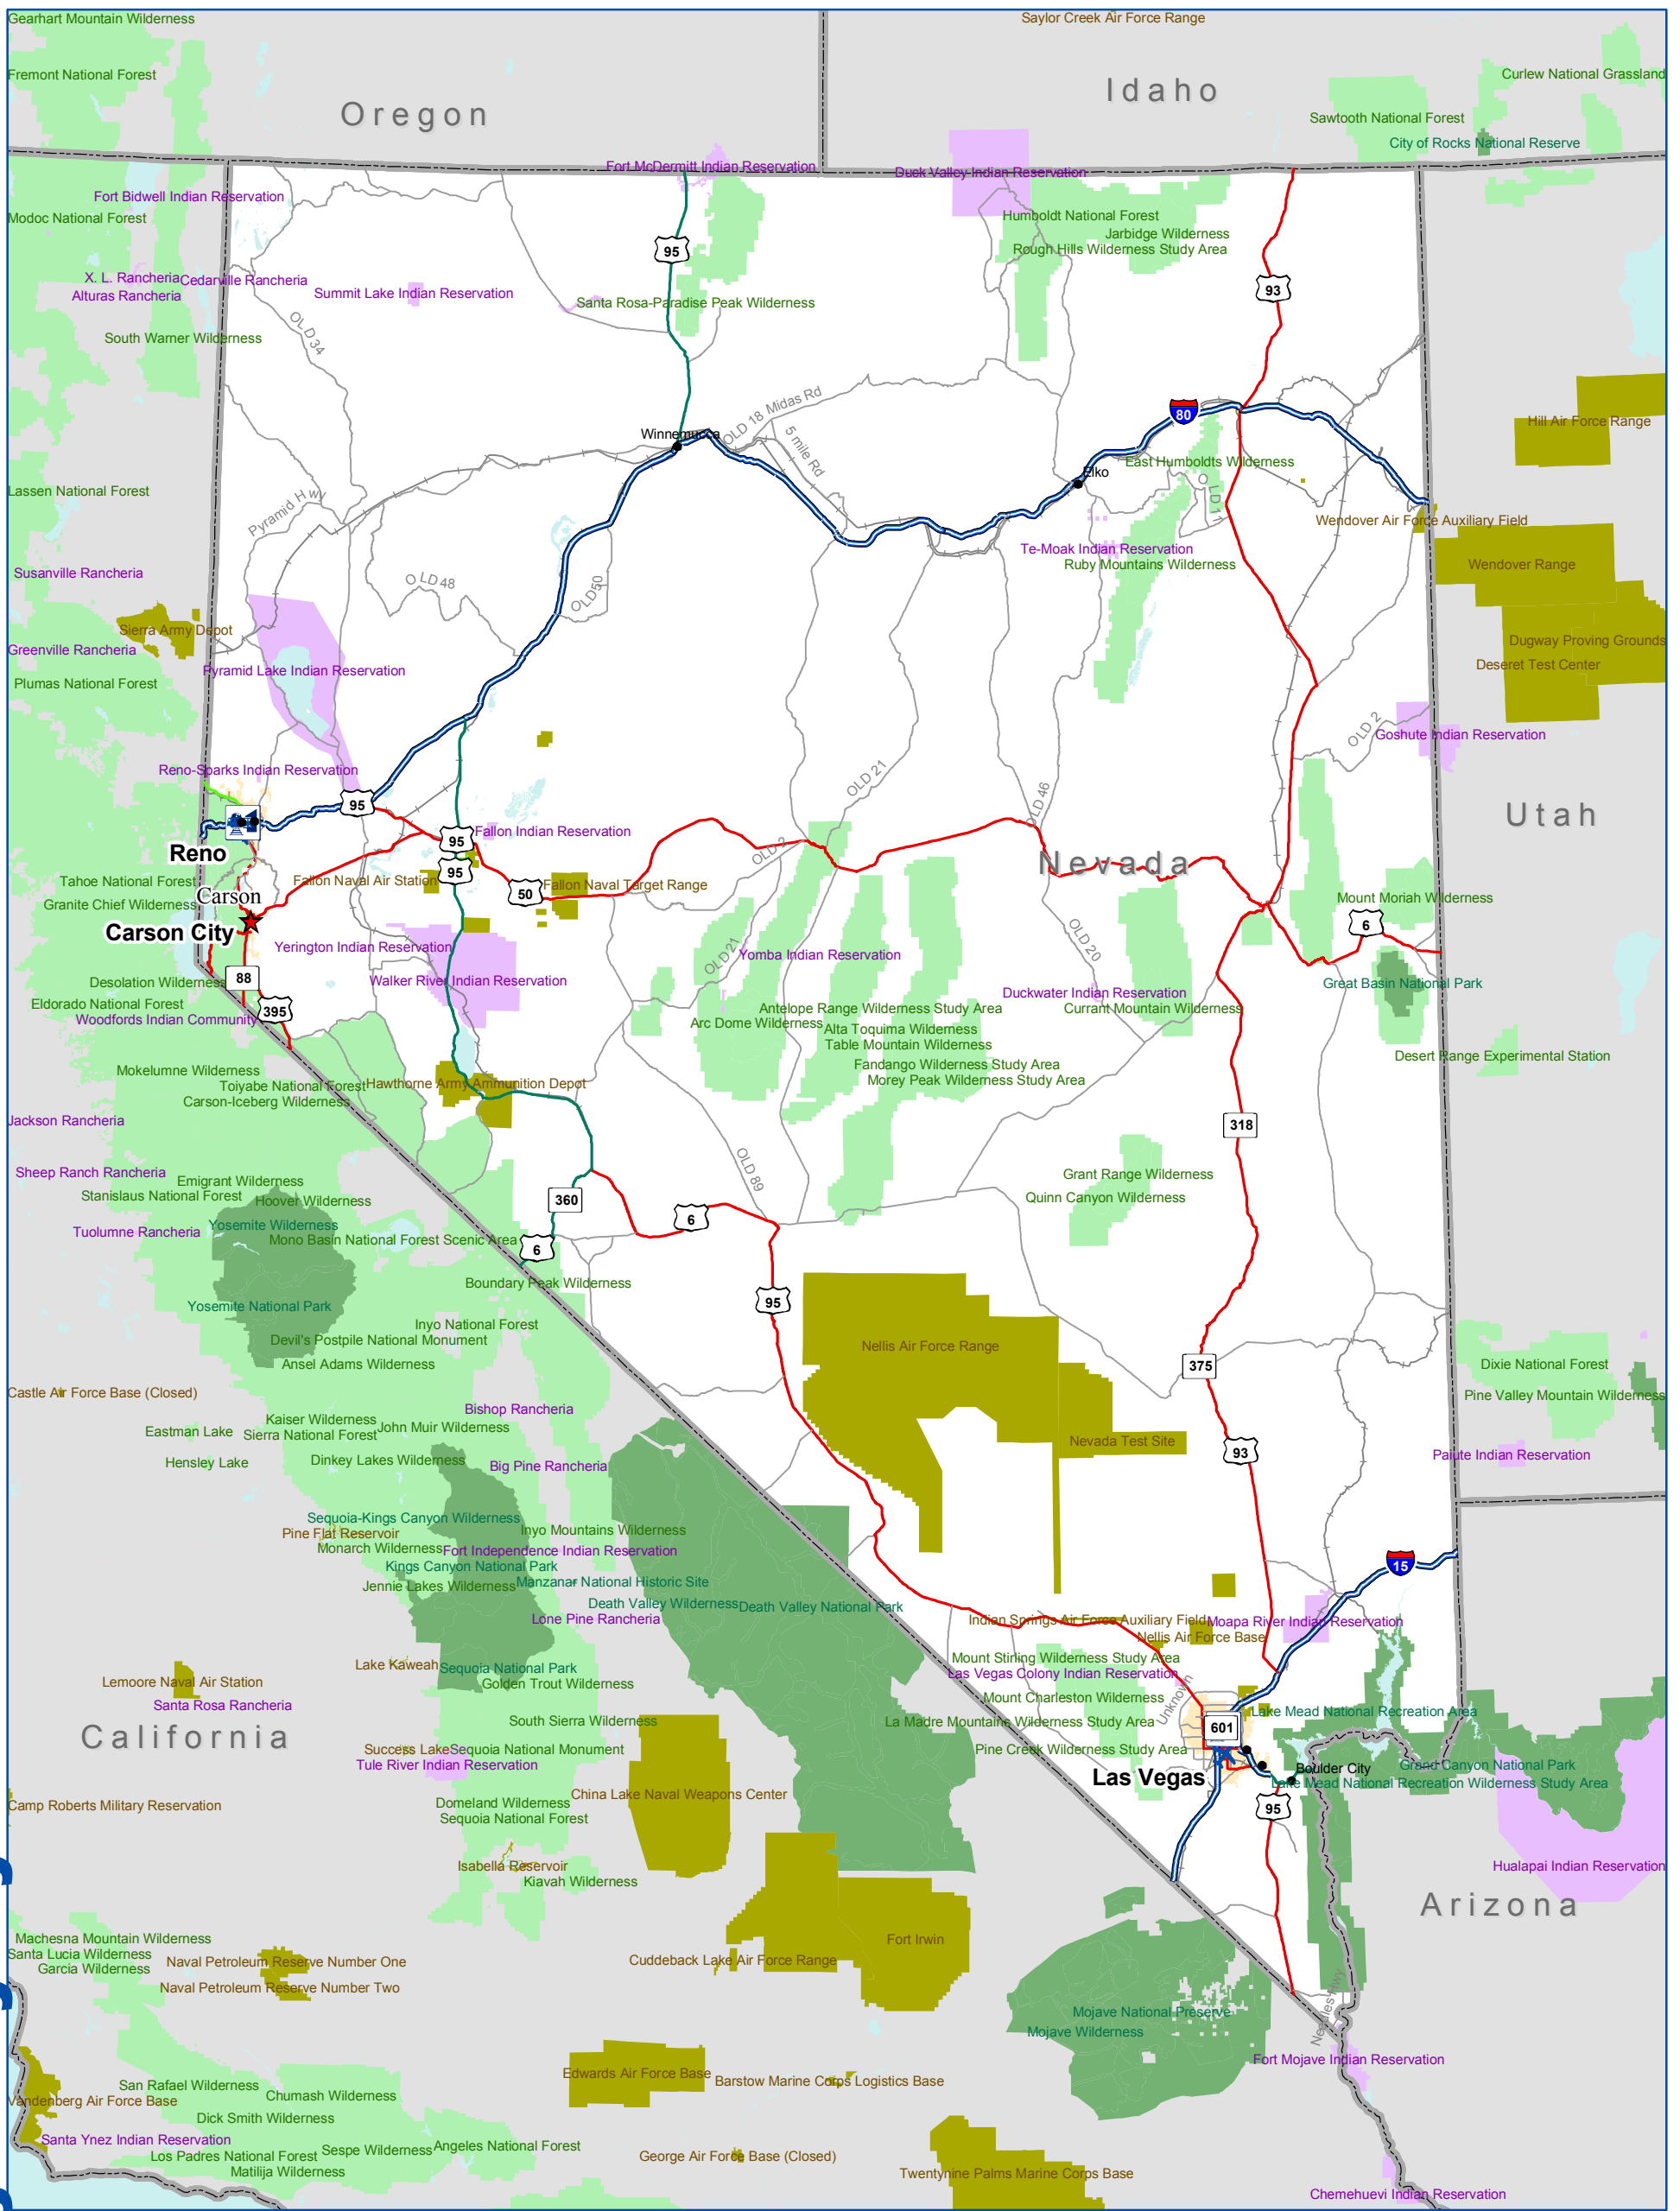 Gearhart Mountain Wilderness
Saylor Creek Air Force Range
Fremont National Forest
Curlew National Grassland
Idaho
Oregon
Sawtooth National Forest
City of Rocks National Reserve
Fort McDermitt Indian Reservation
Duck Valley Indian Reservation
Fort Bidwell Indian Reservation
Modoc National Forest
Humboldt National Forest
Jarbidge Wilderness
Rough Hills Wilderness Study Area
95
X. L. Rancheria
Cedarville Rancheria
Alturas Rancheria
Summit Lake Indian Reservation
93
Santa Rosa-Paradise Peak Wilderness
OLD 34
South Warner Wilderness
OLD 18 Midas Rd
80
Hill Air Force Range
Winnemucca
5 mile Rd
East Humboldts Wilderness
Elko
Lassen National Forest
Pyramid Hwy
OLD 11
Wendover Air Force Auxiliary Field
Te-Moak Indian Reservation
Ruby Mountains Wilderness
Wendover Range
Susanville Rancheria
OLD 48
OLD 50
Sierra Army Depot
Greenville Rancheria
Dugway Proving Grounds
Deseret Test Center
Pyramid Lake Indian Reservation
Plumas National Forest
OLD 2
Goshute Indian Reservation
Reno-Sparks Indian Reservation
OLD 21
OLD 46
95
Utah
95
Fallon Indian Reservation
Reno
OLD 2
Nevada
95
Tahoe National Forest
Fallon Naval Air Station
50
Fallon Naval Target Range
Carson
Granite Chief Wilderness
Mount Moriah Wilderness
Carson City
6
Yerington Indian Reservation
OLD 21
Yomba Indian Reservation
OLD 20
Desolation Wilderness
88
Walker River Indian Reservation
Great Basin National Park
Eldorado National Forest
395
Duckwater Indian Reservation
Woodfords Indian Community
Antelope Range Wilderness Study Area
Currant Mountain Wilderness
Arc Dome Wilderness
Alta Toquima Wilderness
Table Mountain Wilderness
Desert Range Experimental Station
Mokelumne Wilderness
Fandango Wilderness Study Area
Toiyabe National Forest
Hawthorne Army Ammunition Depot
Morey Peak Wilderness Study Area
Carson-Iceberg Wilderness
Jackson Rancheria
318
Sheep Ranch Rancheria
OLD 89
Grant Range Wilderness
Emigrant Wilderness
Stanislaus National Forest
Hoover Wilderness
360
Quinn Canyon Wilderness
Tuolumne Rancheria
Yosemite Wilderness
6
Mono Basin National Forest Scenic Area
6
Boundary Peak Wilderness
95
Yosemite National Park
Inyo National Forest
Devil's Postpile National Monument
Nellis Air Force Range
Ansel Adams Wilderness
375
Dixie National Forest
Castle Air Force Base (Closed)
Pine Valley Mountain Wilderness
Bishop Rancheria
Kaiser Wilderness
Eastman Lake
Sierra National Forest
John Muir Wilderness
Nevada Test Site
93
Hensley Lake
Dinkey Lakes Wilderness
Big Pine Rancheria
Paiute Indian Reservation
Sequoia-Kings Canyon Wilderness
Pine Flat Reservoir
Inyo Mountains Wilderness
Monarch Wilderness
Fort Independence Indian Reservation
15
Kings Canyon National Park
Jennie Lakes Wilderness
Manzanar National Historic Site
Death Valley Wilderness
Death Valley National Park
Lone Pine Rancheria
Indian Springs Air Force Auxiliary Field
Moapa River Indian Reservation
Nellis Air Force Base
Lake Kaweah
Sequoia National Park
Mount Stirling Wilderness Study Area
Las Vegas Colony Indian Reservation
Lemoore Naval Air Station
Golden Trout Wilderness
Santa Rosa Rancheria
Mount Charleston Wilderness
Unknown
Lake Mead National Recreation Area
South Sierra Wilderness
La Madre Mountains Wilderness Study Area
601
California
Success Lake
Sequoia National Monument
Pine Creek Wilderness Study Area
Tule River Indian Reservation
Boulder City
Grand Canyon National Park
Las Vegas
Lake Mead National Recreation Wilderness Study Area
China Lake Naval Weapons Center
Camp Roberts Military Reservation
Domeland Wilderness
95
Sequoia National Forest
Isabella Reservoir
Hualapai Indian Reservation
Kiavah Wilderness
Arizona
Machesna Mountain Wilderness
Fort Irwin
Santa Lucia Wilderness
Naval Petroleum Reserve Number One
Cuddeback Lake Air Force Range
Garcia Wilderness
Naval Petroleum Reserve Number Two
Needles Hwy
Mojave National Preserve
Mojave Wilderness
Fort Mojave Indian Reservation
Edwards Air Force Base
Barstow Marine Corps Logistics Base
San Rafael Wilderness
Chumash Wilderness
Vandenberg Air Force Base
Dick Smith Wilderness
Santa Ynez Indian Reservation
Los Padres National Forest
Sespe Wilderness
Angeles National Forest
George Air Force Base (Closed)
Matilija Wilderness
Twentynine Palms Marine Corps Base
Chemehuevi Indian Reservation